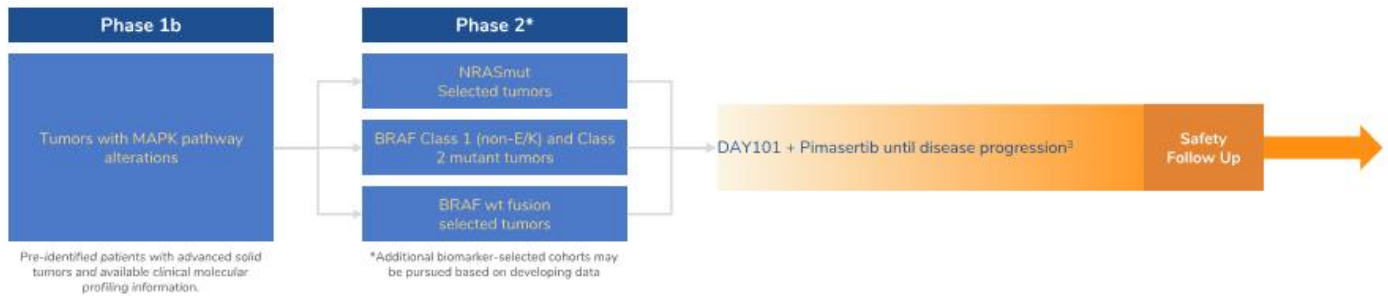 Phase 1b
Tumors with MAPK pathway
alterations
Pre-identified patients with advanced solid
tumors and available clinical molecular
profiling information.
Phase 2*
NRASmut
Selected tumors
BRAF Class 1 (non-E/K) and Class
2 mutant tumors
BRAF wt fusion
selected tumors
*Additional biomarker-selected cohorts may
be pursued based on developing data
DAY101 + Pimasertib until disease progression³
Safety
Follow Up